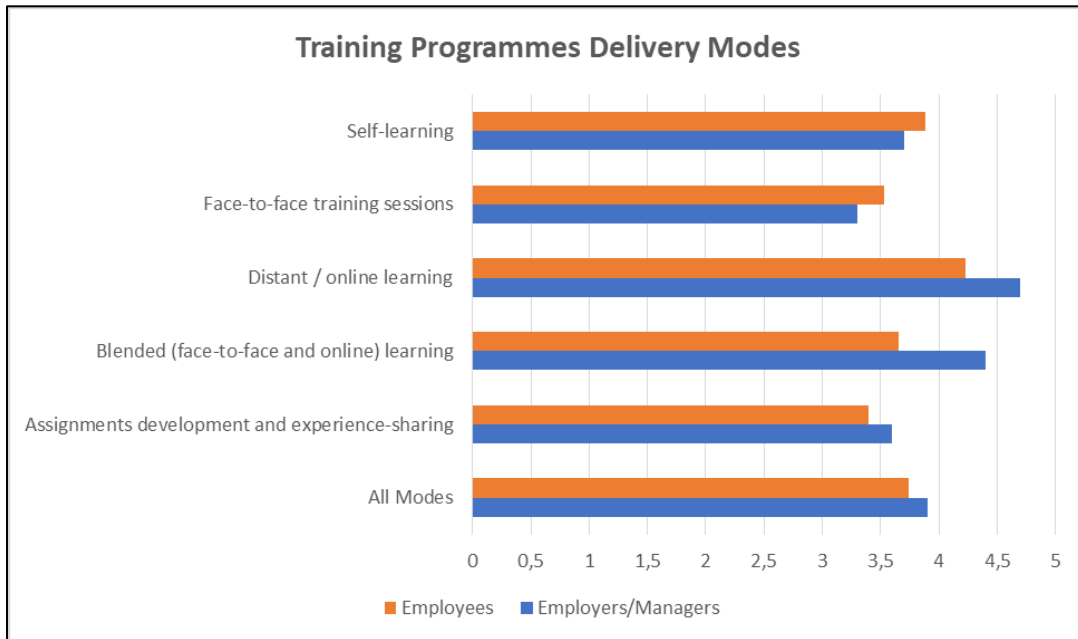 Training Programmes Delivery Modes
Self-learning
Face-to-face training sessions
Distant / online learning
Blended (face-to-face and online) learning
Assignments development and experience-sharing
All Modes
0 0,5 1 1,5 2 2,5 3 3,5 4 4,5 5
Employees Employers/Managers